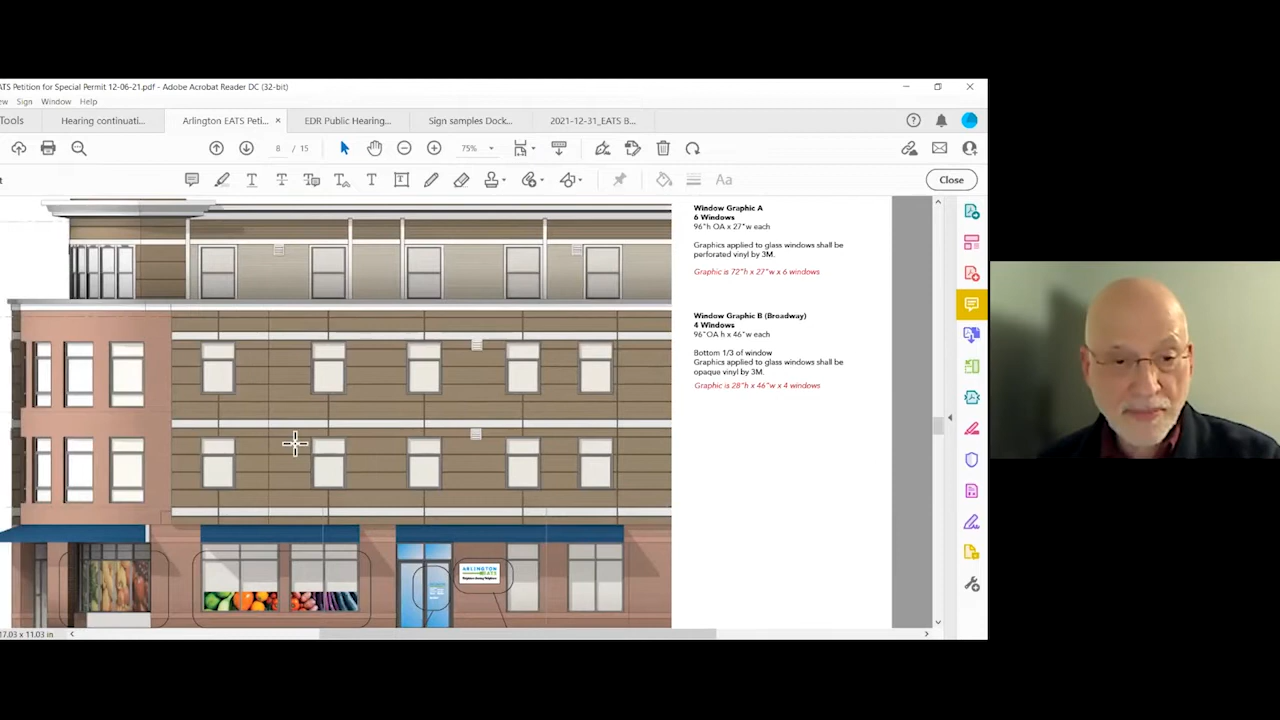 ATS Petition for Special Permit 12-06-21.pdf - Adobe Acrobat Reader DC (32-bit)
ew Sign Window Help
Tools Hearing continuati... Arlington EATS Peti... × EDR Public Hearing... Sign samples Dock... 2021-12-31_EATS B...
8 / 15 75%
t Aa Close
Window Graphic A
6 Windows
96"h OA x 27"w each
Graphics applied to glass windows shall be
perforated vinyl by 3M.
Graphic is 72"h x 27"w x 6 windows
Window Graphic B (Broadway)
4 Windows
96"OA h x 46"w each
Bottom 1/3 of window
Graphics applied to glass windows shall be
opaque vinyl by 3M.
Graphic is 28"h x 46"w x 4 windows
ARLINGTON
EATS
17.03 x 11.03 in